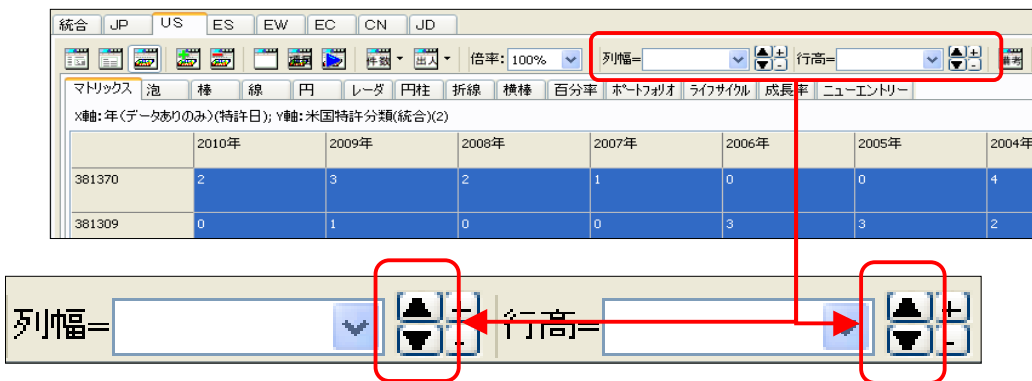 統合 JP US ES EW EC CN JD
選択 件数 出人 倍率: 100% 列幅= + - 行高= + - 備考
マトリックス 泡 棒 線 円 レーダ 円柱 折線 横棒 百分率 ポートフォリオ ライフサイクル 成長率 ニューエントリー
X軸:年(データありのみ)(特許日); Y軸:米国特許分類(統合)(2)
2010年 2009年 2008年 2007年 2006年 2005年 2004年
381370 2 3 2 1 0 0 4
381309 0 1 0 0 3 3 2
列幅= + - 行高= + -